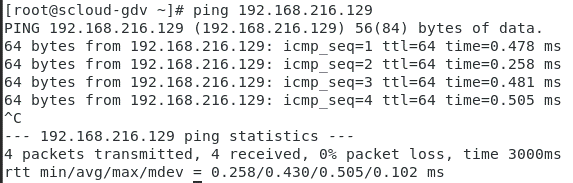 [root@scloud-gdv ~]# ping 192.168.216.129
PING 192.168.216.129 (192.168.216.129) 56(84) bytes of data.
64 bytes from 192.168.216.129: icmp_seq=1 ttl=64 time=0.478 ms
64 bytes from 192.168.216.129: icmp_seq=2 ttl=64 time=0.258 ms
64 bytes from 192.168.216.129: icmp_seq=3 ttl=64 time=0.481 ms
64 bytes from 192.168.216.129: icmp_seq=4 ttl=64 time=0.505 ms
^C
--- 192.168.216.129 ping statistics ---
4 packets transmitted, 4 received, 0% packet loss, time 3000ms
rtt min/avg/max/mdev = 0.258/0.430/0.505/0.102 ms